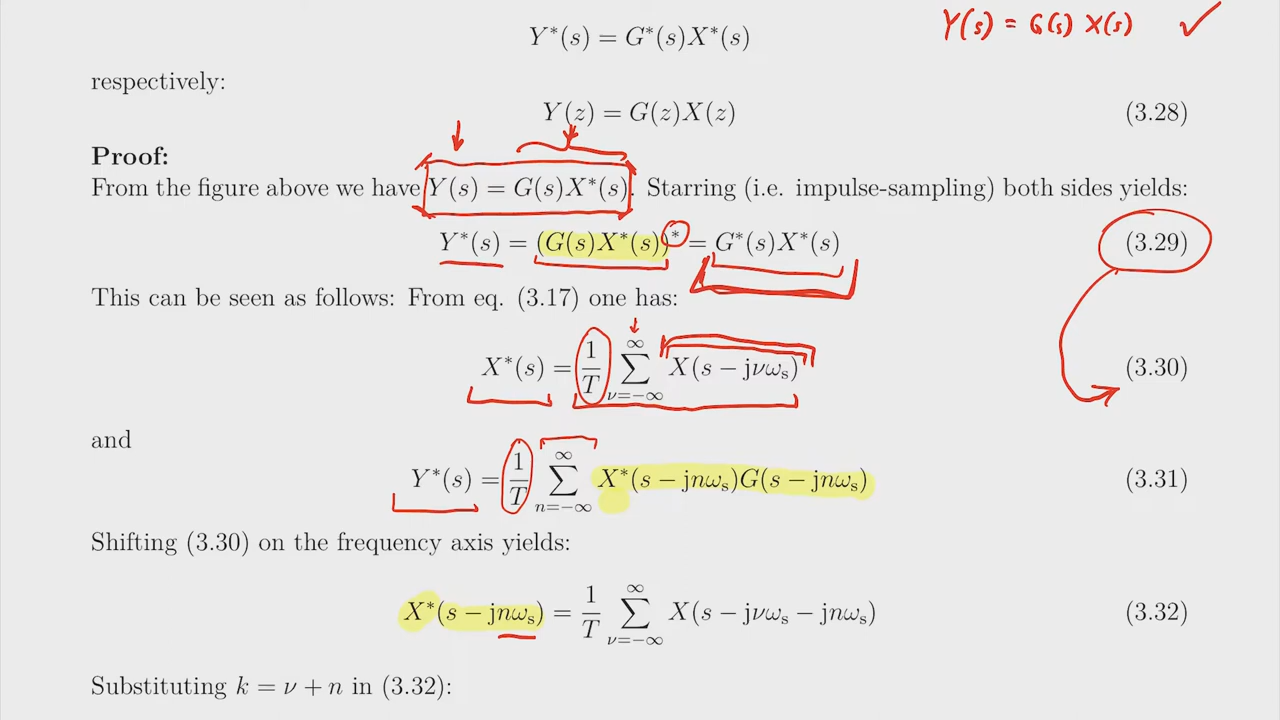 Y(s) = G(s) X(s) ✓
Y*(s) = G*(s)X*(s)
respectively:
Y(z) = G(z)X(z) (3.28)
Proof:
From the figure above we have Y(s) = G(s)X*(s). Starring (i.e. impulse-sampling) both sides yields:
Y*(s) = (G(s)X*(s))* = G*(s)X*(s) (3.29)
This can be seen as follows: From eq. (3.17) one has:
X*(s) = 1/T ∑_{ν=−∞}^{∞} X(s − jνω_s) (3.30)
and
Y*(s) = 1/T ∑_{n=−∞}^{∞} X*(s − jnω_s)G(s − jnω_s) (3.31)
Shifting (3.30) on the frequency axis yields:
X*(s − jnω_s) = 1/T ∑_{ν=−∞}^{∞} X(s − jνω_s − jnω_s) (3.32)
Substituting k = ν + n in (3.32):